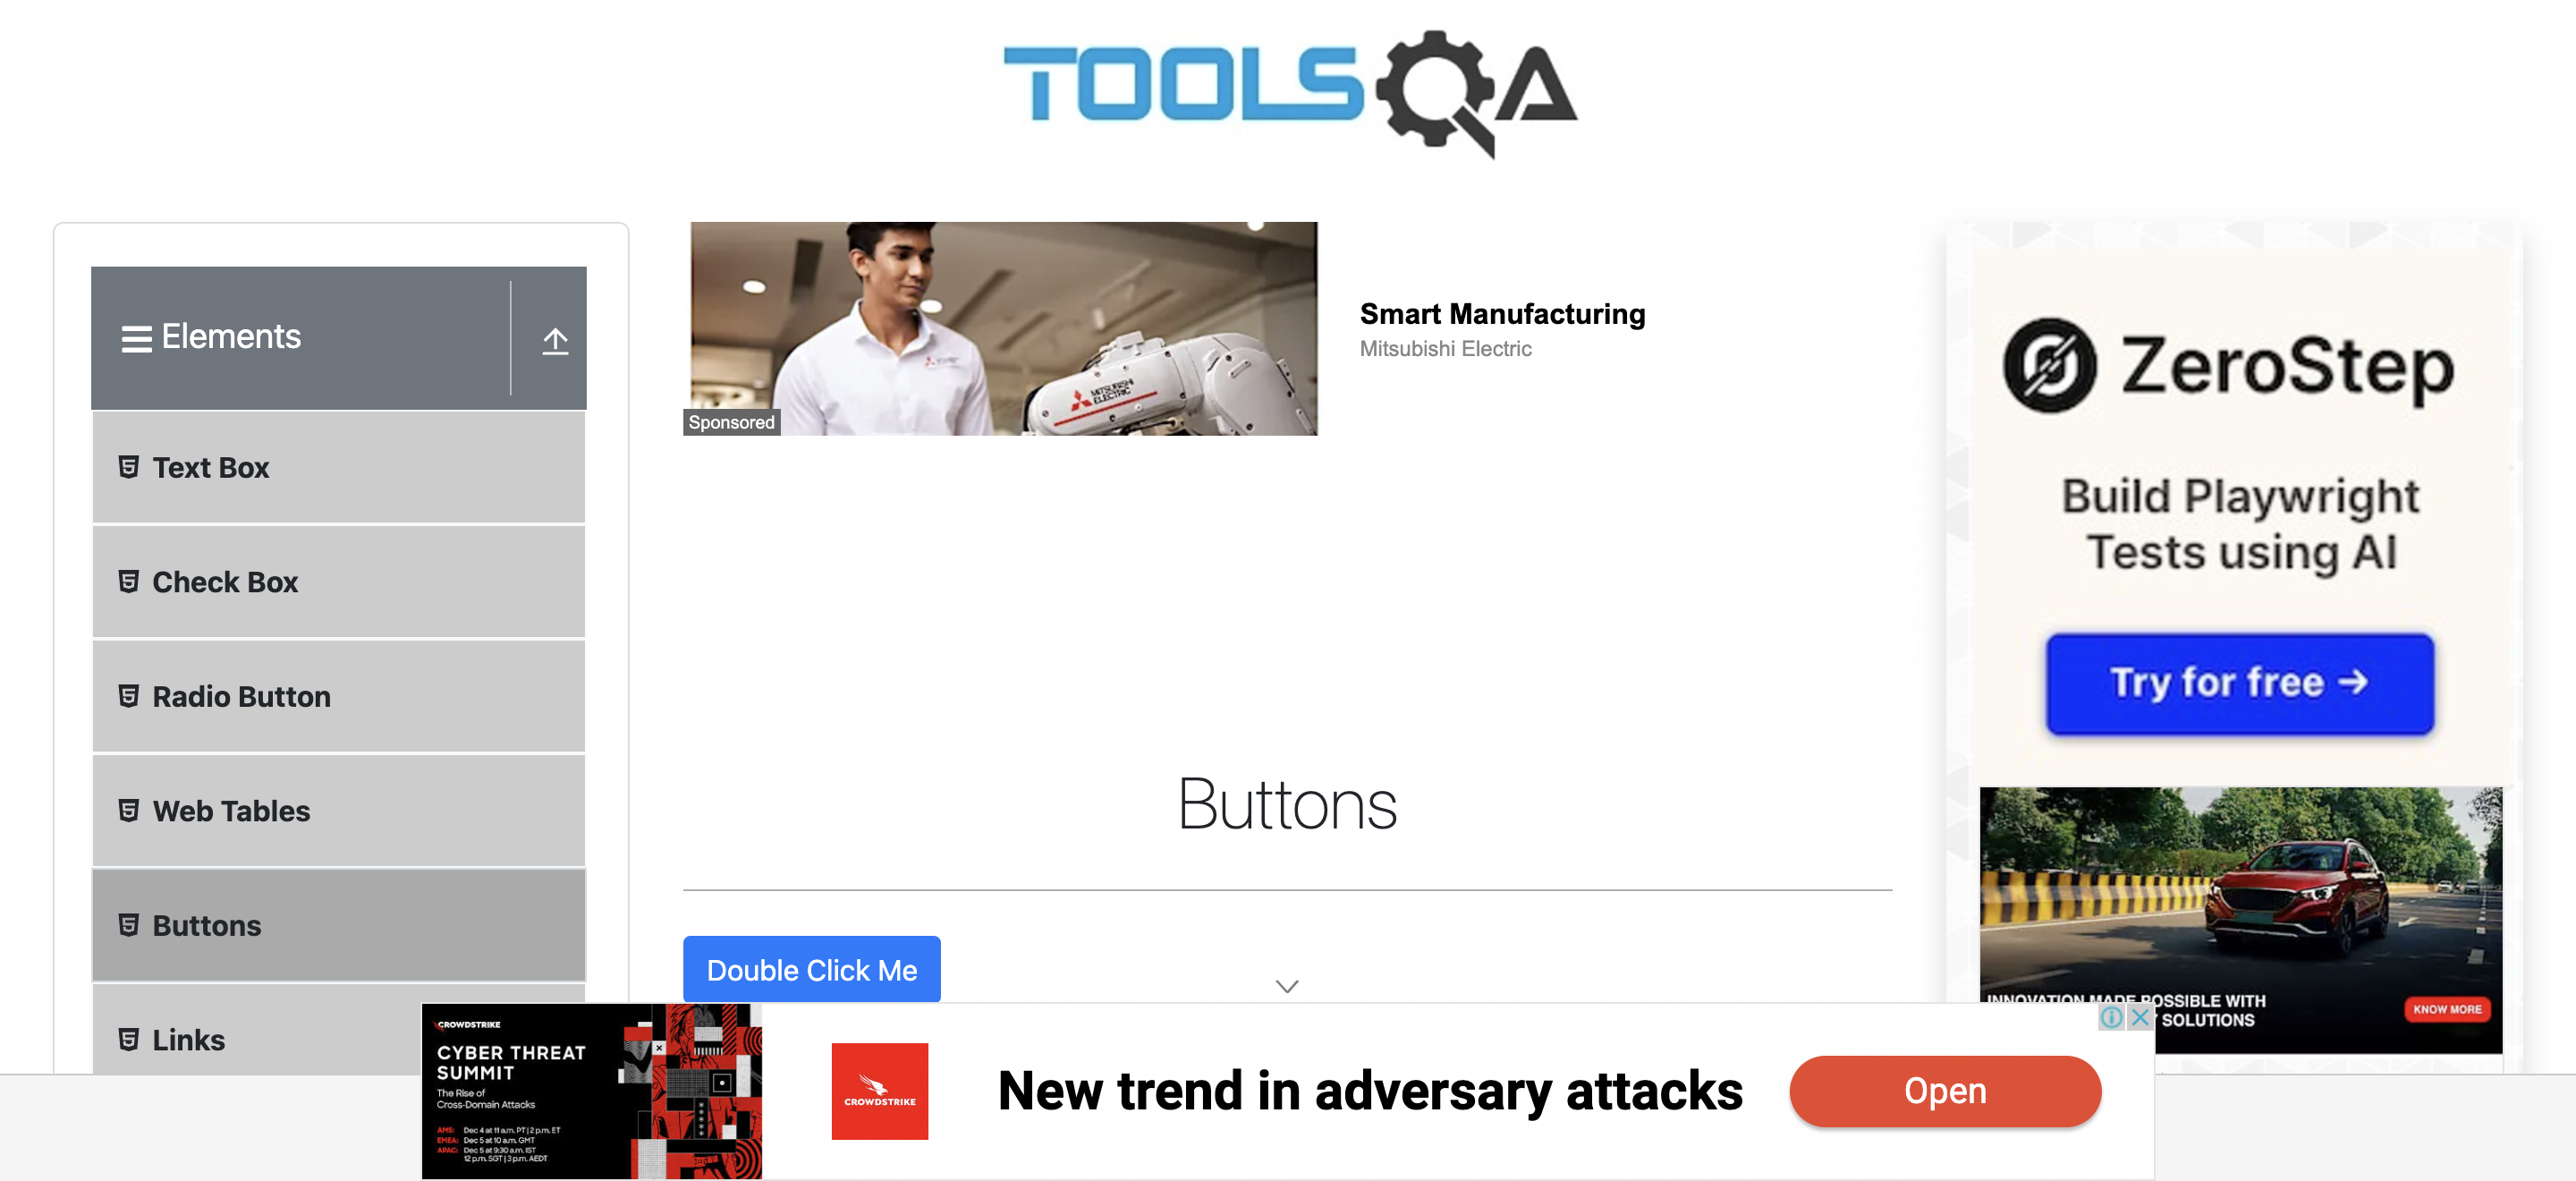 TOOLSQA
Elements
Text Box
Check Box
Radio Button
Web Tables
Buttons
Links
MITSUBISHI
ELECTRIC
Sponsored
Smart Manufacturing
Mitsubishi Electric
Buttons
Double Click Me
ZeroStep
Build Playwright
Tests using AI
Try for free →
INNOVATION MADE POSSIBLE WITH
SOLUTIONS
KNOW MORE
CROWDSTRIKE
CYBER THREAT
SUMMIT
The Rise of
Cross-Domain Attacks
AMS: Dec 4 at 11 a.m. PT | 2 p.m. ET
EMEA: Dec 5 at 10 a.m. GMT
APAC: Dec 5 at 9:30 a.m. IST
12 p.m. SGT | 3 p.m. AEDT
CROWDSTRIKE
New trend in adversary attacks
Open